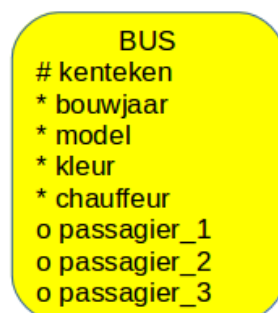 BUS
# kenteken
* bouwjaar
* model
* kleur
* chauffeur
o passagier_1
o passagier_2
o passagier_3